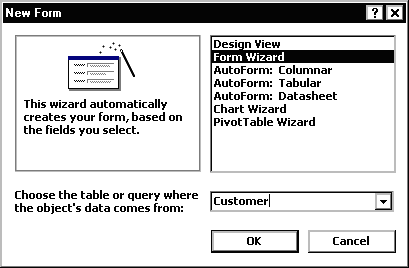 New Form
This wizard automatically
creates your form, based on
the fields you select.
Design View
Form Wizard
AutoForm: Columnar
AutoForm: Tabular
AutoForm: Datasheet
Chart Wizard
PivotTable Wizard
Choose the table or query where
the object's data comes from:
Customer
OK
Cancel